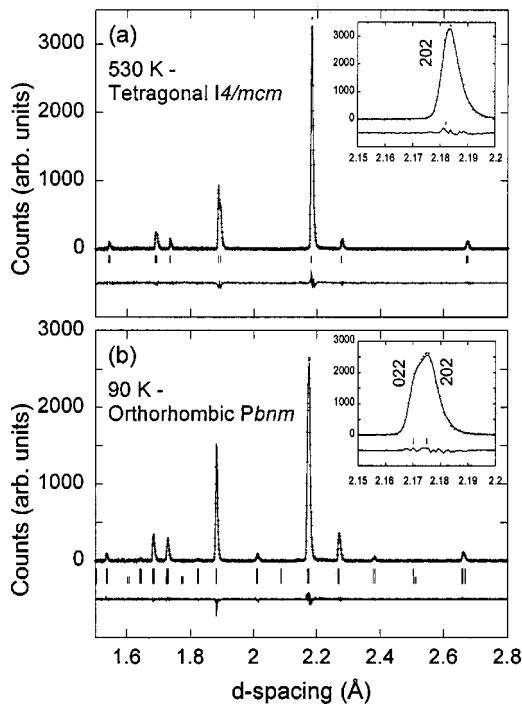 (a)
530 K -
Tetragonal I4/mcm
Counts (arb. units)
3000
2000
1000
0
202
3000
2000
1000
0
2.15 2.16 2.17 2.18 2.19 2.2
(b)
90 K -
Orthorhombic Pbnm
Counts (arb. units)
3000
2000
1000
0
022
202
3000
2500
2000
1500
1000
500
0
2.15 2.16 2.17 2.18 2.19 2.2
1.6 1.8 2 2.2 2.4 2.6 2.8
d-spacing (Å)